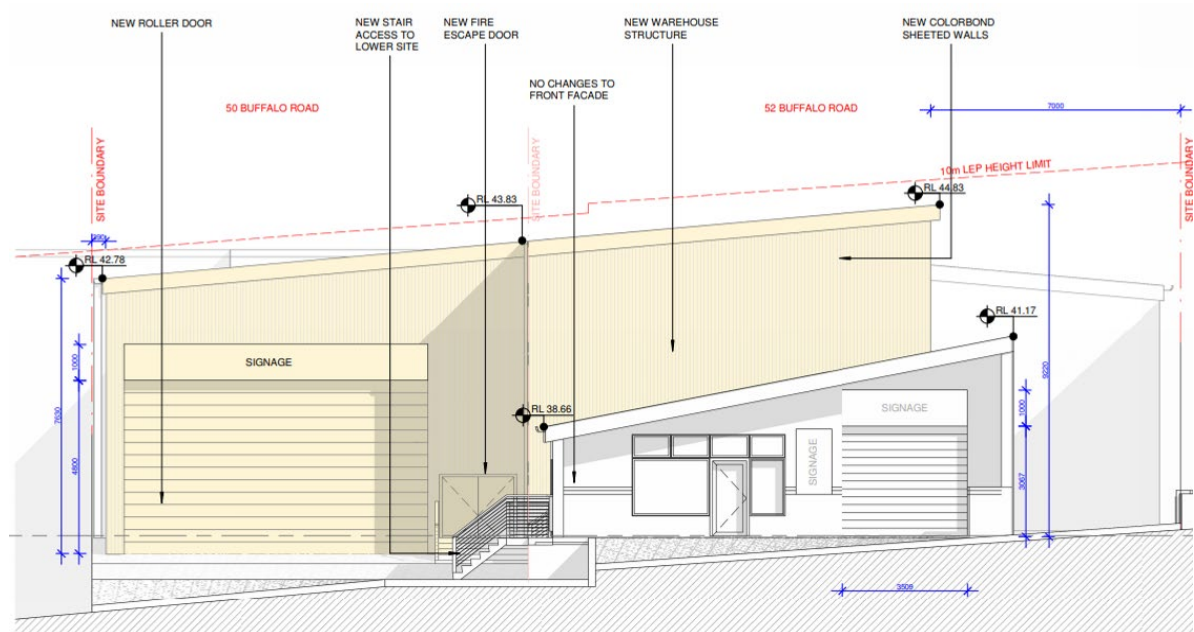 NEW ROLLER DOOR
NEW STAIR
ACCESS TO
LOWER SITE
NEW FIRE
ESCAPE DOOR
NEW WAREHOUSE
STRUCTURE
NEW COLORBOND
SHEETED WALLS
NO CHANGES TO
FRONT FACADE
50 BUFFALO ROAD
52 BUFFALO ROAD
7000
SITE BOUNDARY
SITE BOUNDARY
SITE BOUNDARY
10m LEP HEIGHT LIMIT
RL 44.83
RL 43.83
RL 42.78
RL 41.17
RL 38.66
SIGNAGE
SIGNAGE
SIGNAGE
1000
7630
4800
9220
1000
3067
3509